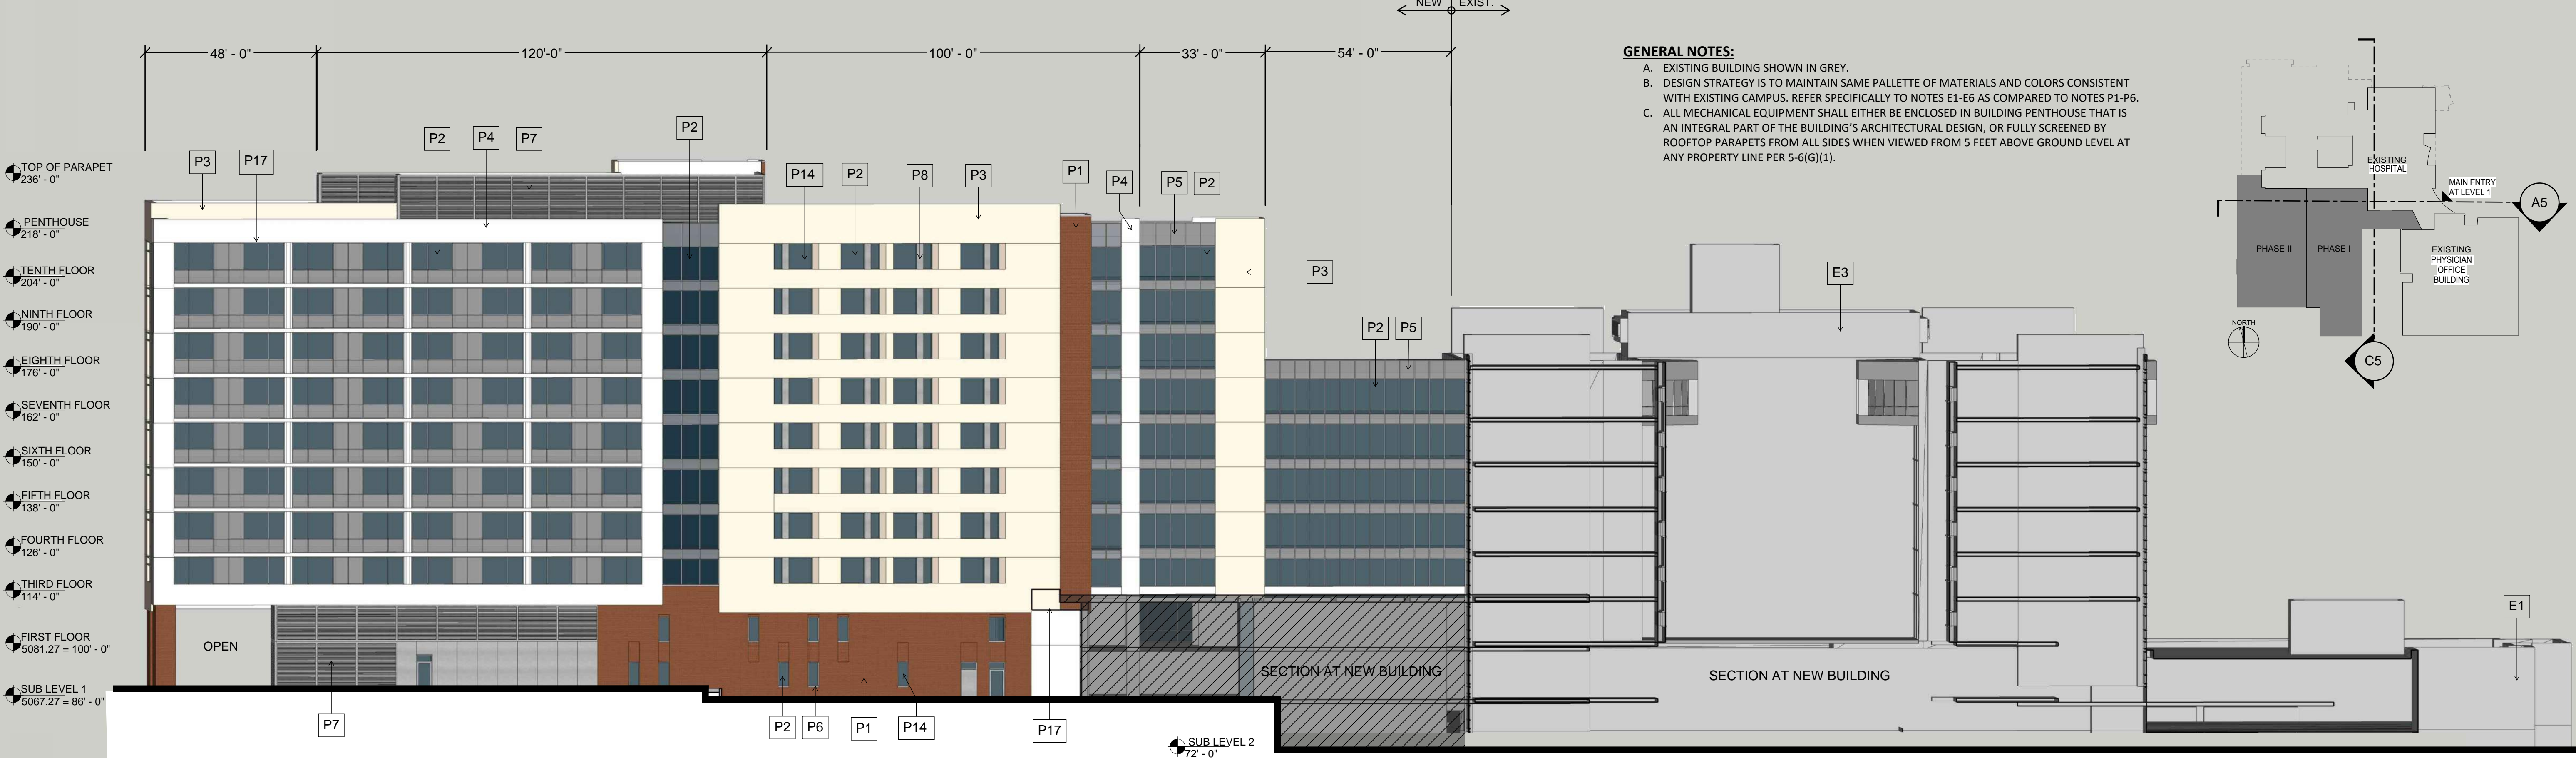 NEW EXIST.
48' - 0" 120'-0" 100' - 0" 33' - 0" 54' - 0"
GENERAL NOTES:
A. EXISTING BUILDING SHOWN IN GREY.
B. DESIGN STRATEGY IS TO MAINTAIN SAME PALLETTE OF MATERIALS AND COLORS CONSISTENT
WITH EXISTING CAMPUS. REFER SPECIFICALLY TO NOTES E1-E6 AS COMPARED TO NOTES P1-P6.
C. ALL MECHANICAL EQUIPMENT SHALL EITHER BE ENCLOSED IN BUILDING PENTHOUSE THAT IS
AN INTEGRAL PART OF THE BUILDING'S ARCHITECTURAL DESIGN, OR FULLY SCREENED BY
ROOFTOP PARAPETS FROM ALL SIDES WHEN VIEWED FROM 5 FEET ABOVE GROUND LEVEL AT
ANY PROPERTY LINE PER 5-6(G)(1).
EXISTING
HOSPITAL
MAIN ENTRY
AT LEVEL 1
A5
PHASE II
PHASE I
EXISTING
PHYSICIAN
OFFICE
BUILDING
NORTH
C5
P3 P17 P2 P4 P7 P2 P14 P2 P8 P3 P1 P4 P5 P2
P3
P2 P5
E3
E1
TOP OF PARAPET
236' - 0"
PENTHOUSE
218' - 0"
TENTH FLOOR
204' - 0"
NINTH FLOOR
190' - 0"
EIGHTH FLOOR
176' - 0"
SEVENTH FLOOR
162' - 0"
SIXTH FLOOR
150' - 0"
FIFTH FLOOR
138' - 0"
FOURTH FLOOR
126' - 0"
THIRD FLOOR
114' - 0"
FIRST FLOOR
5081.27 = 100' - 0"
SUB LEVEL 1
5067.27 = 86' - 0"
OPEN
SECTION AT NEW BUILDING
SECTION AT NEW BUILDING
P7 P2 P6 P1 P14 P17
SUB LEVEL 2
72' - 0"